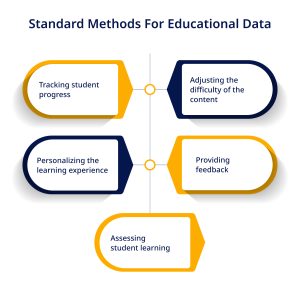 Standard Methods For Educational Data
Tracking student
progress
Adjusting the
difficulty of the
content
Personalizing the
learning experience
Providing
feedback
Assessing
student learning